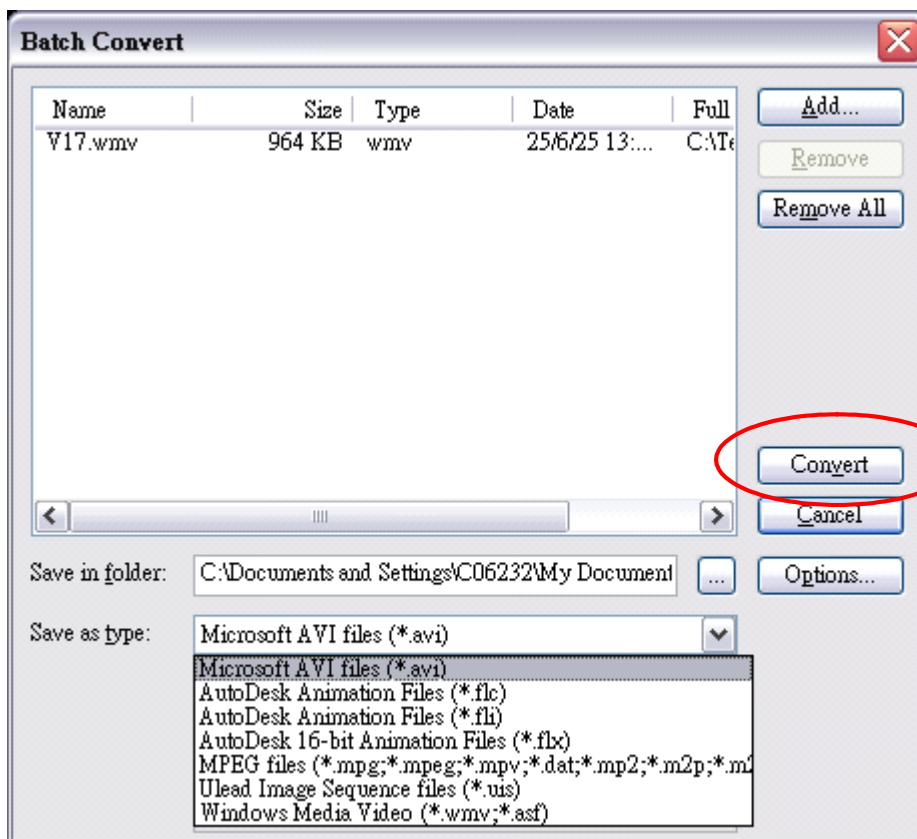 Batch Convert
Name Size Type Date Full
V17.wmv 964 KB wmv 25/6/25 13:... C:\Te
Add...
Remove
Remove All
Convert
Cancel
Save in folder: C:\Documents and Settings\C06232\My Document ... Options...
Save as type: Microsoft AVI files (*.avi)
Microsoft AVI files (*.avi)
AutoDesk Animation Files (*.flc)
AutoDesk Animation Files (*.fli)
AutoDesk 16-bit Animation Files (*.flx)
MPEG files (*.mpg;*.mpeg;*.mpv;*.dat;*.mp2;*.m2p;*.m2
Ulead Image Sequence files (*.uis)
Windows Media Video (*.wmv;*.asf)